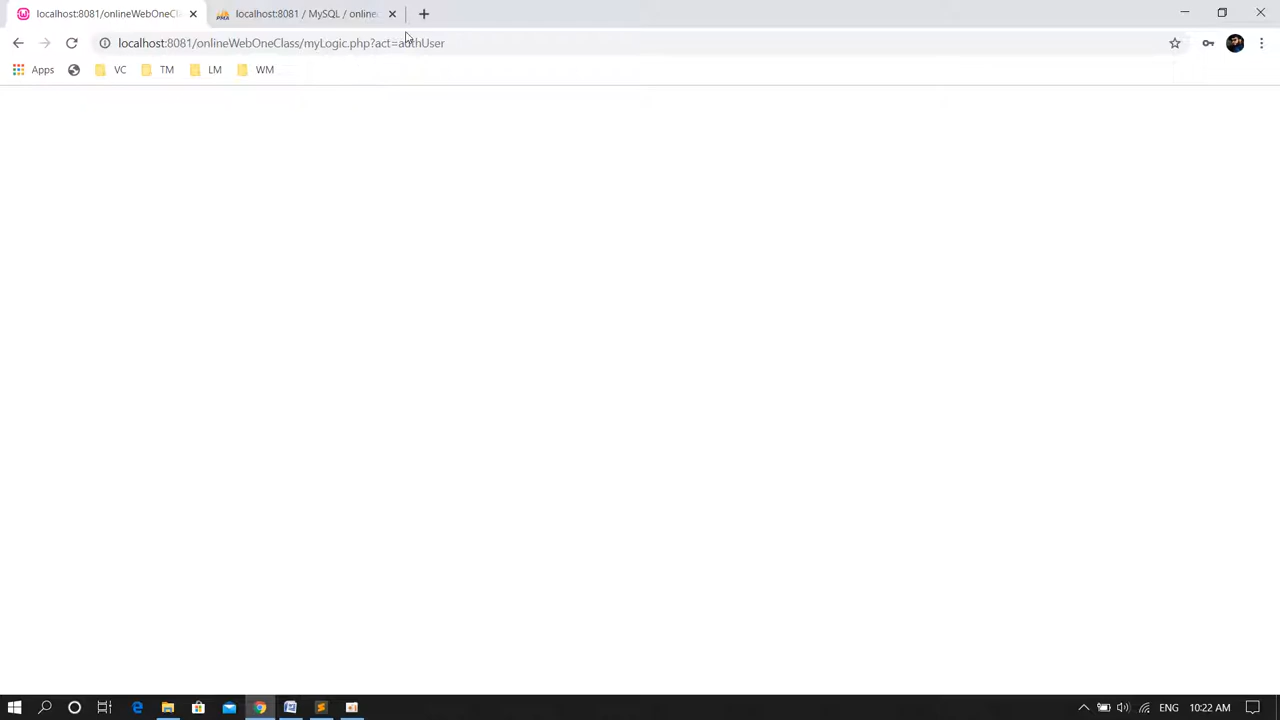 localhost:8081/onlineWebOneCl
localhost:8081 / MySQL / online
localhost:8081/onlineWebOneClass/myLogic.php?act=authUser
Apps
VC
TM
LM
WM
ENG
10:22 AM